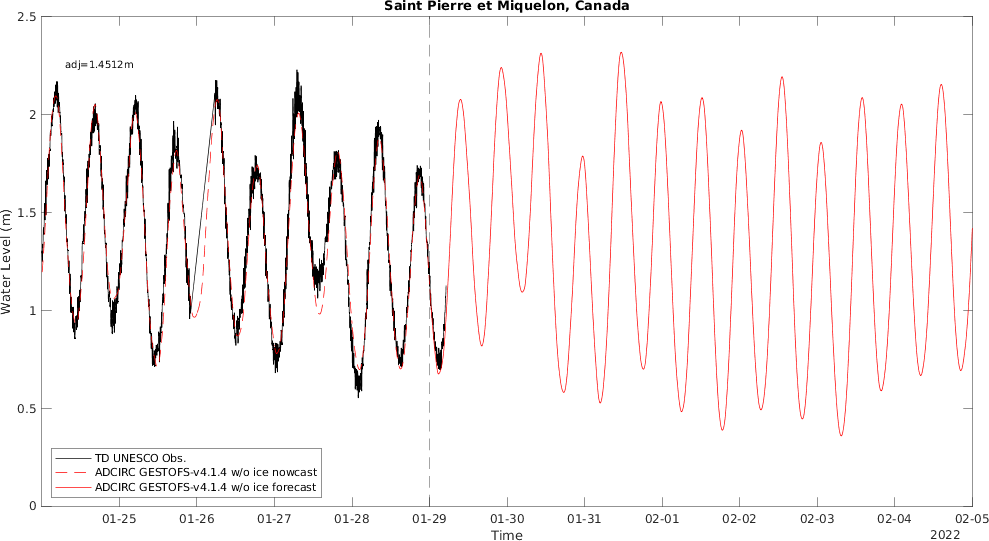 Saint Pierre et Miquelon, Canada
2.5
adj=1.4512m
2
1.5
Water Level (m)
1
0.5
TD UNESCO Obs.
ADCIRC GESTOFS-v4.1.4 w/o ice nowcast
ADCIRC GESTOFS-v4.1.4 w/o ice forecast
0
01-25 01-26 01-27 01-28 01-29 01-30 01-31 02-01 02-02 02-03 02-04 02-05
Time
2022